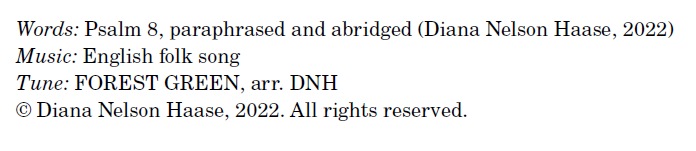 Words: Psalm 8, paraphrased and abridged (Diana Nelson Haase, 2022)
Music: English folk song
Tune: FOREST GREEN, arr. DNH
© Diana Nelson Haase, 2022. All rights reserved.